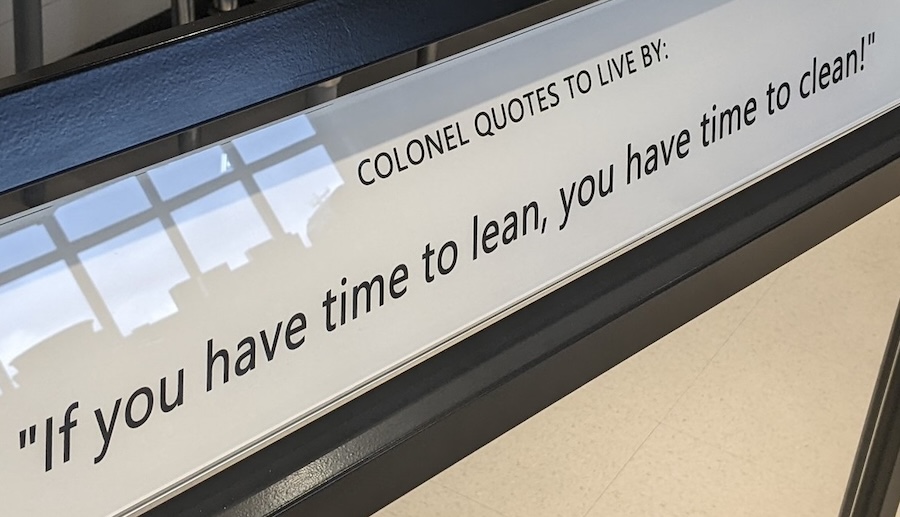 COLONEL QUOTES TO LIVE BY:
"If you have time to lean, you have time to clean!"